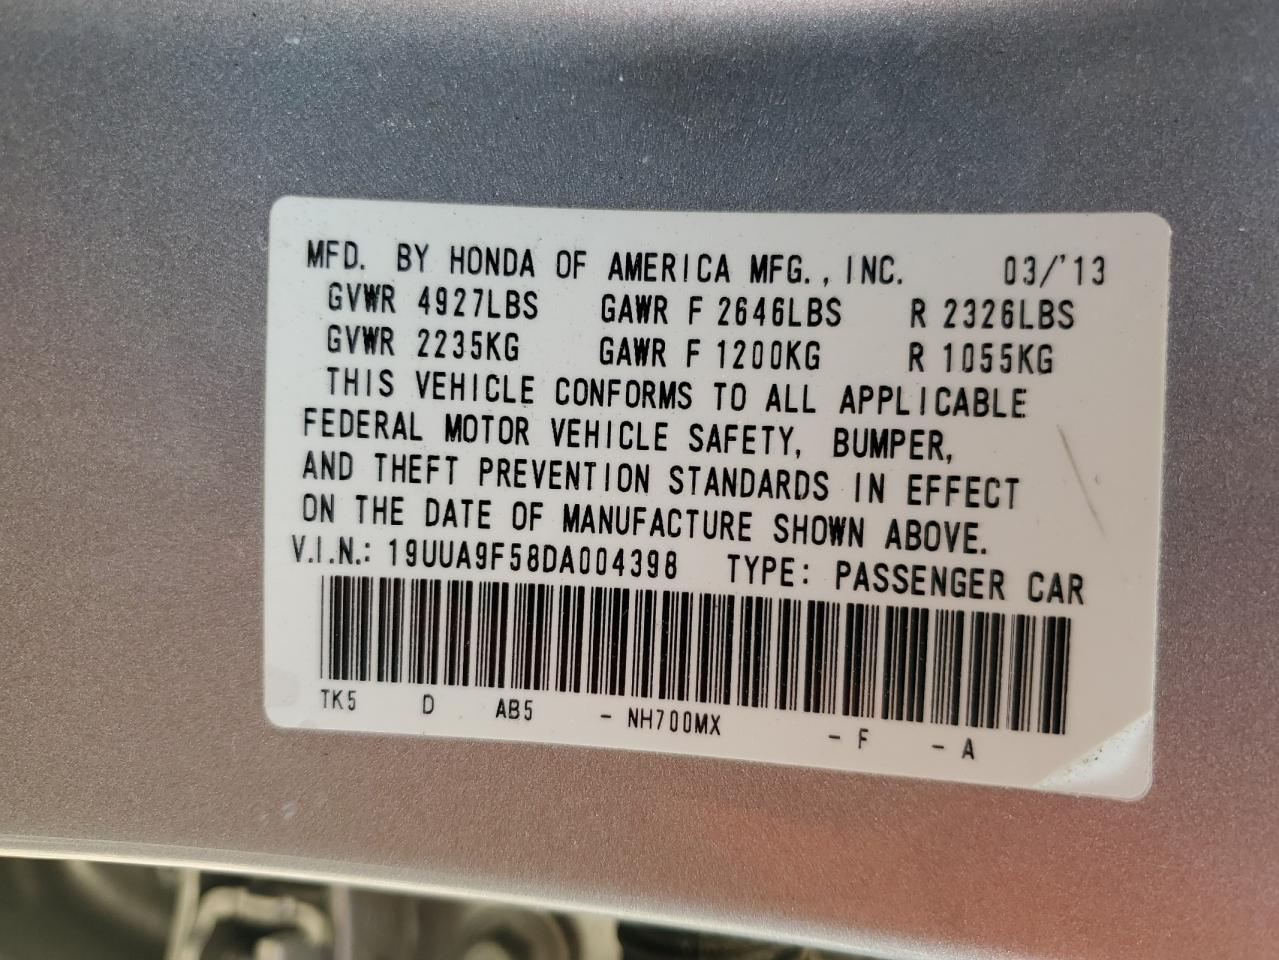 MFD. BY HONDA OF AMERICA MFG., INC. 03/'13
GVWR 4927LBS GAWR F 2646LBS R 2326LBS
GVWR 2235KG GAWR F 1200KG R 1055KG
THIS VEHICLE CONFORMS TO ALL APPLICABLE
FEDERAL MOTOR VEHICLE SAFETY, BUMPER,
AND THEFT PREVENTION STANDARDS IN EFFECT
ON THE DATE OF MANUFACTURE SHOWN ABOVE.
V.I.N.: 19UUA9F58DA004398 TYPE: PASSENGER CAR
TK5 D AB5 - NH700MX - F - A